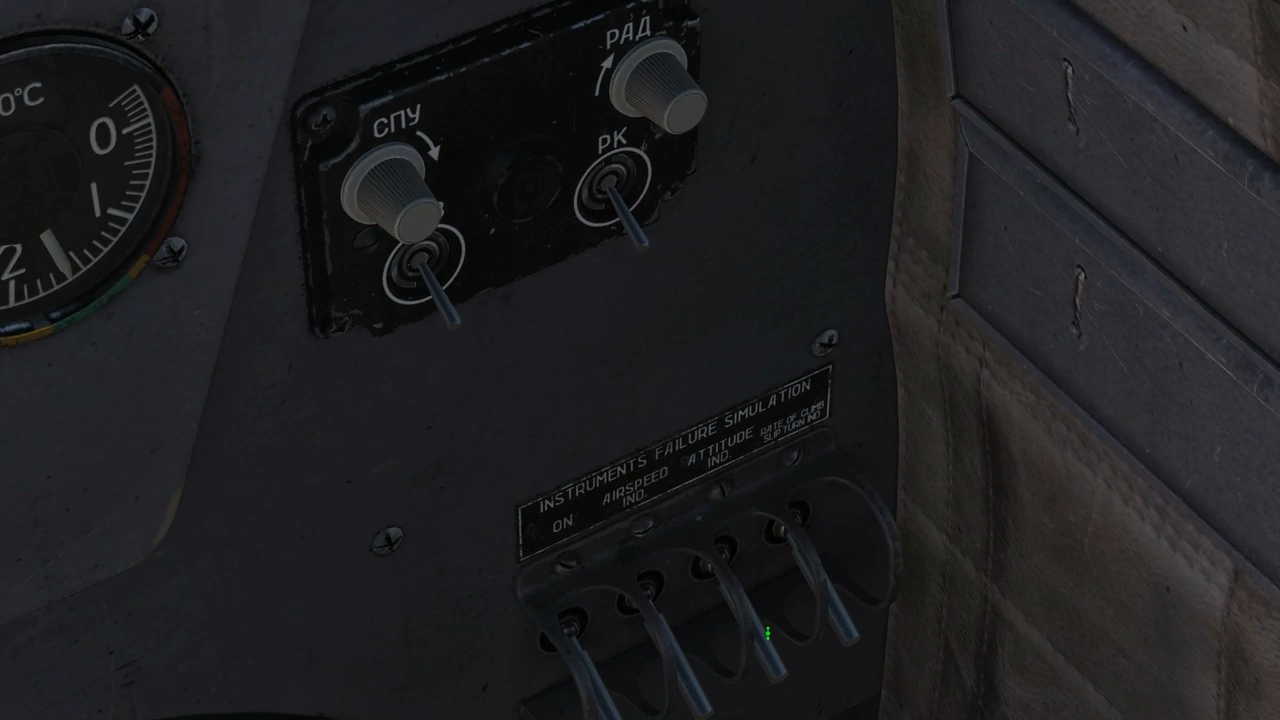 0°C
0
1
2
СПУ
РАД
РК
INSTRUMENTS FAILURE SIMULATION
ON
AIRSPEED IND.
ATTITUDE IND.
RATE OF CLIMB
SLIP TURN IND